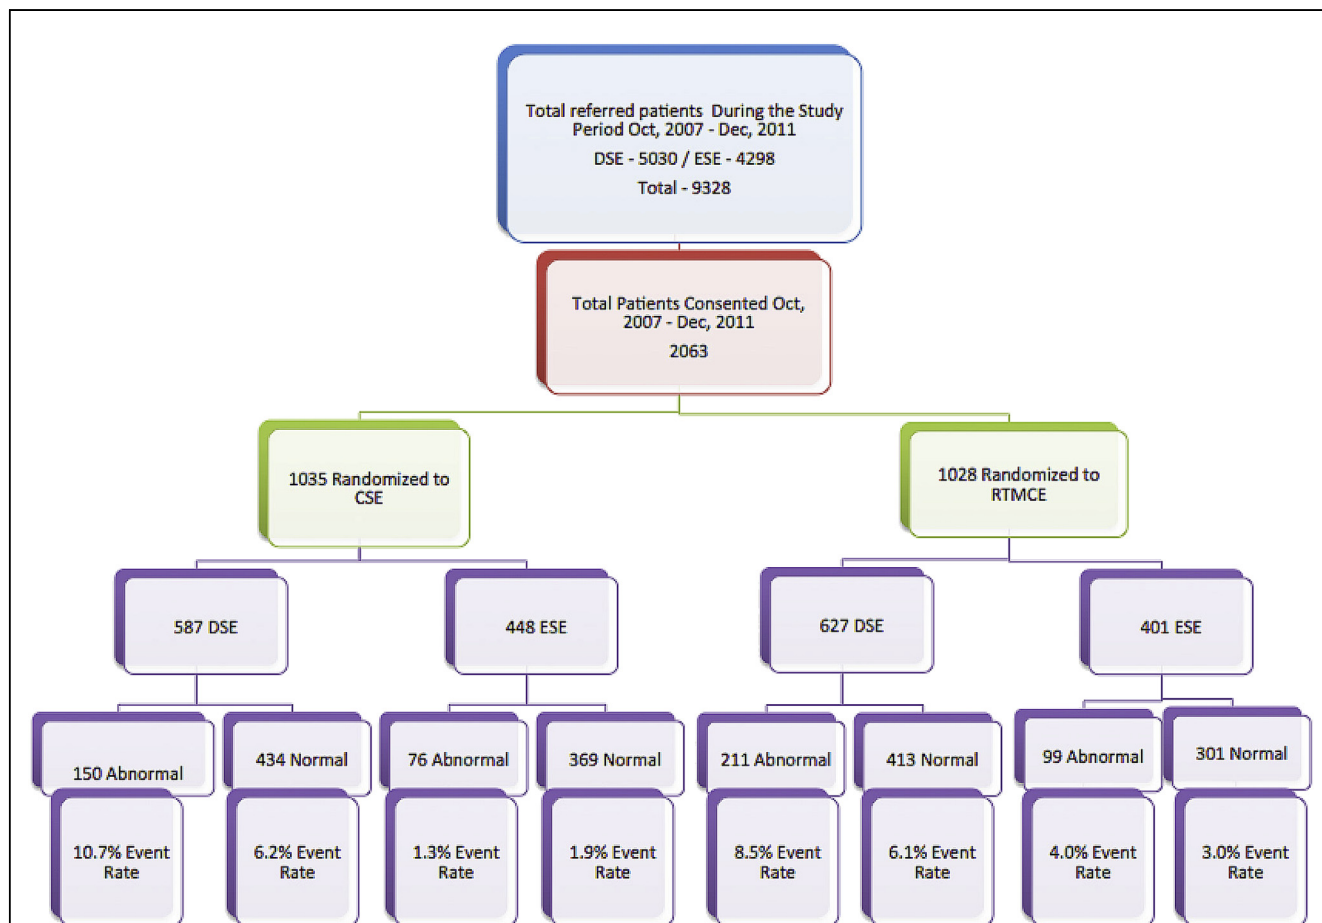 Total referred patients During the Study
Period Oct, 2007 - Dec, 2011
DSE - 5030 / ESE - 4298
Total - 9328
Total Patients Consented Oct,
2007 - Dec, 2011
2063
1035 Randomized to
CSE
1028 Randomized to
RTMCE
587 DSE
448 ESE
627 DSE
401 ESE
150 Abnormal
434 Normal
76 Abnormal
369 Normal
211 Abnormal
413 Normal
99 Abnormal
301 Normal
10.7% Event
Rate
6.2% Event
Rate
1.3% Event
Rate
1.9% Event
Rate
8.5% Event
Rate
6.1% Event
Rate
4.0% Event
Rate
3.0% Event
Rate